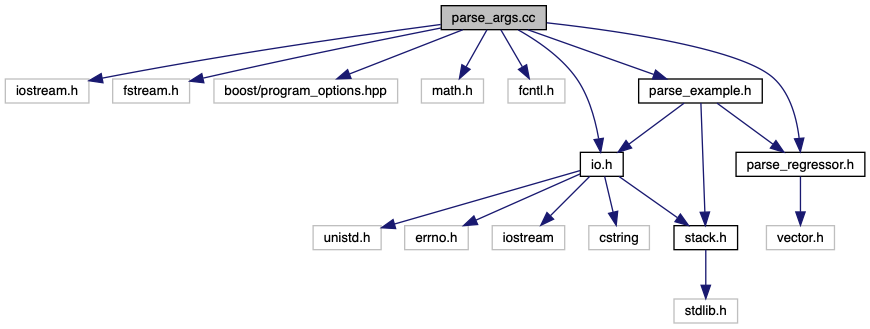 parse_args.cc
iostream.h
fstream.h
boost/program_options.hpp
math.h
fcntl.h
parse_example.h
io.h
parse_regressor.h
unistd.h
errno.h
iostream
cstring
stack.h
vector.h
stdlib.h